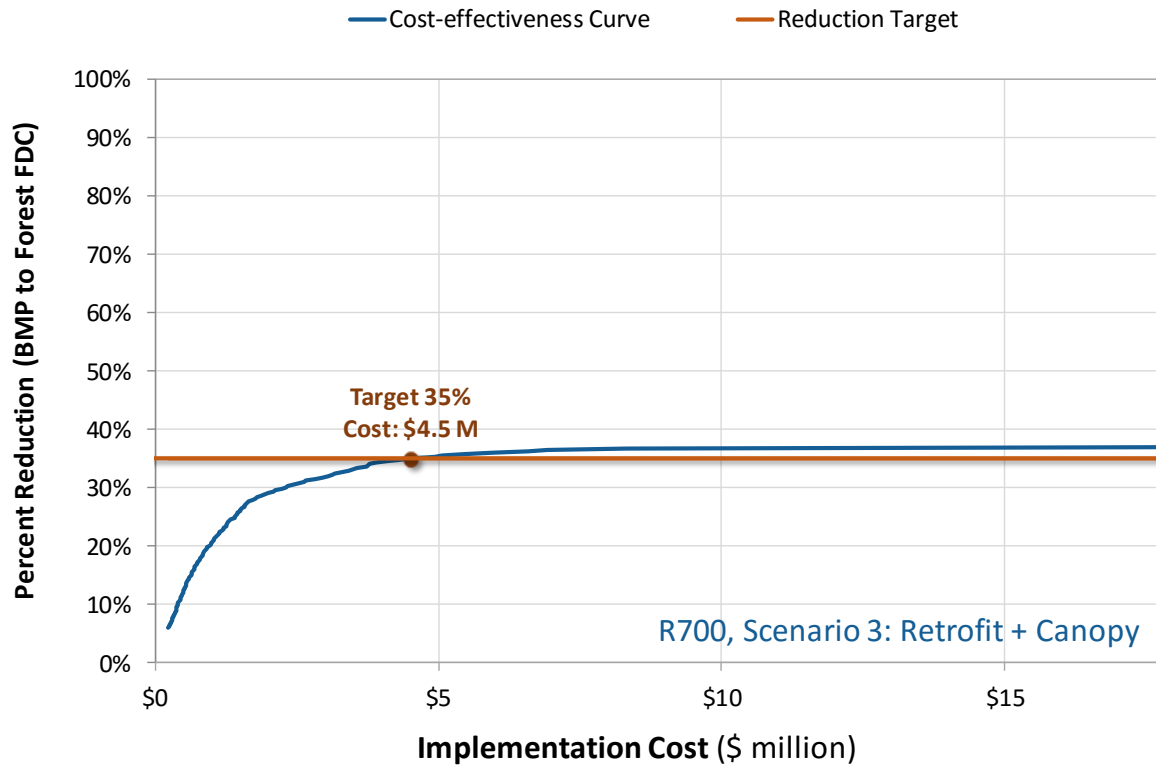 Cost-effectiveness Curve
Reduction Target
Percent Reduction (BMP to Forest FDC)
100%
90%
80%
70%
60%
50%
40%
30%
20%
10%
0%
Target 35%
Cost: $4.5 M
R700, Scenario 3: Retrofit + Canopy
$0
$5
$10
$15
Implementation Cost ($ million)